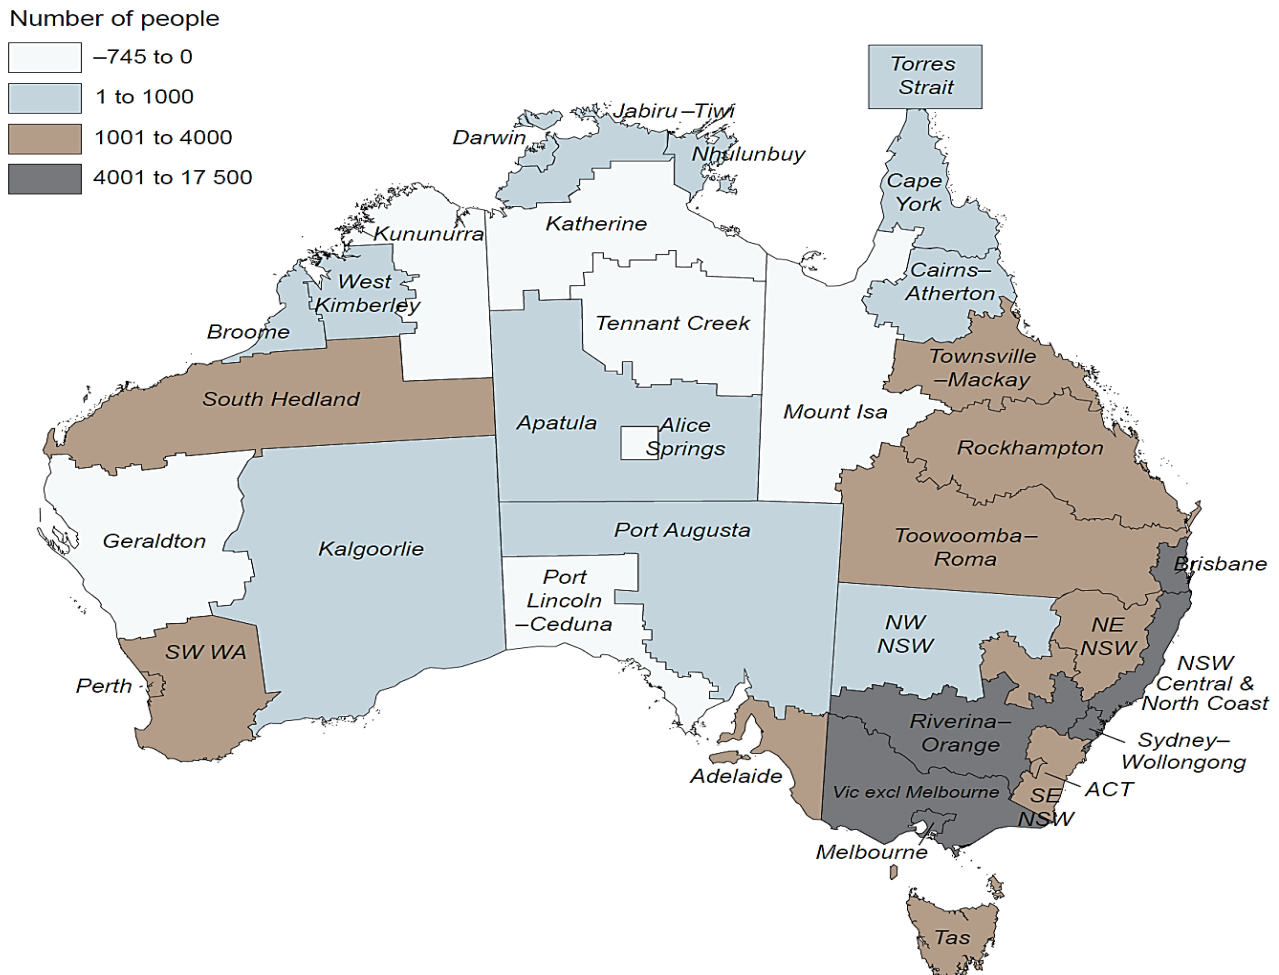 Number of people
–745 to 0
1 to 1000
1001 to 4000
4001 to 17 500
Torres
Strait
Jabiru–Tiwi
Darwin
Nhulunbuy
Cape
York
Katherine
Kununurra
West
Kimberley
Cairns–
Atherton
Broome
Tennant Creek
Townsville
–Mackay
South Hedland
Apatula
Alice
Springs
Mount Isa
Rockhampton
Geraldton
Kalgoorlie
Port Augusta
Toowoomba–
Roma
Brisbane
Port
Lincoln
–Ceduna
NW
NSW
NE
NSW
SW WA
Perth
NSW
Central &
North Coast
Riverina–
Orange
Sydney–
Wollongong
Adelaide
Vic excl Melbourne
ACT
SE
NSW
Melbourne
Tas